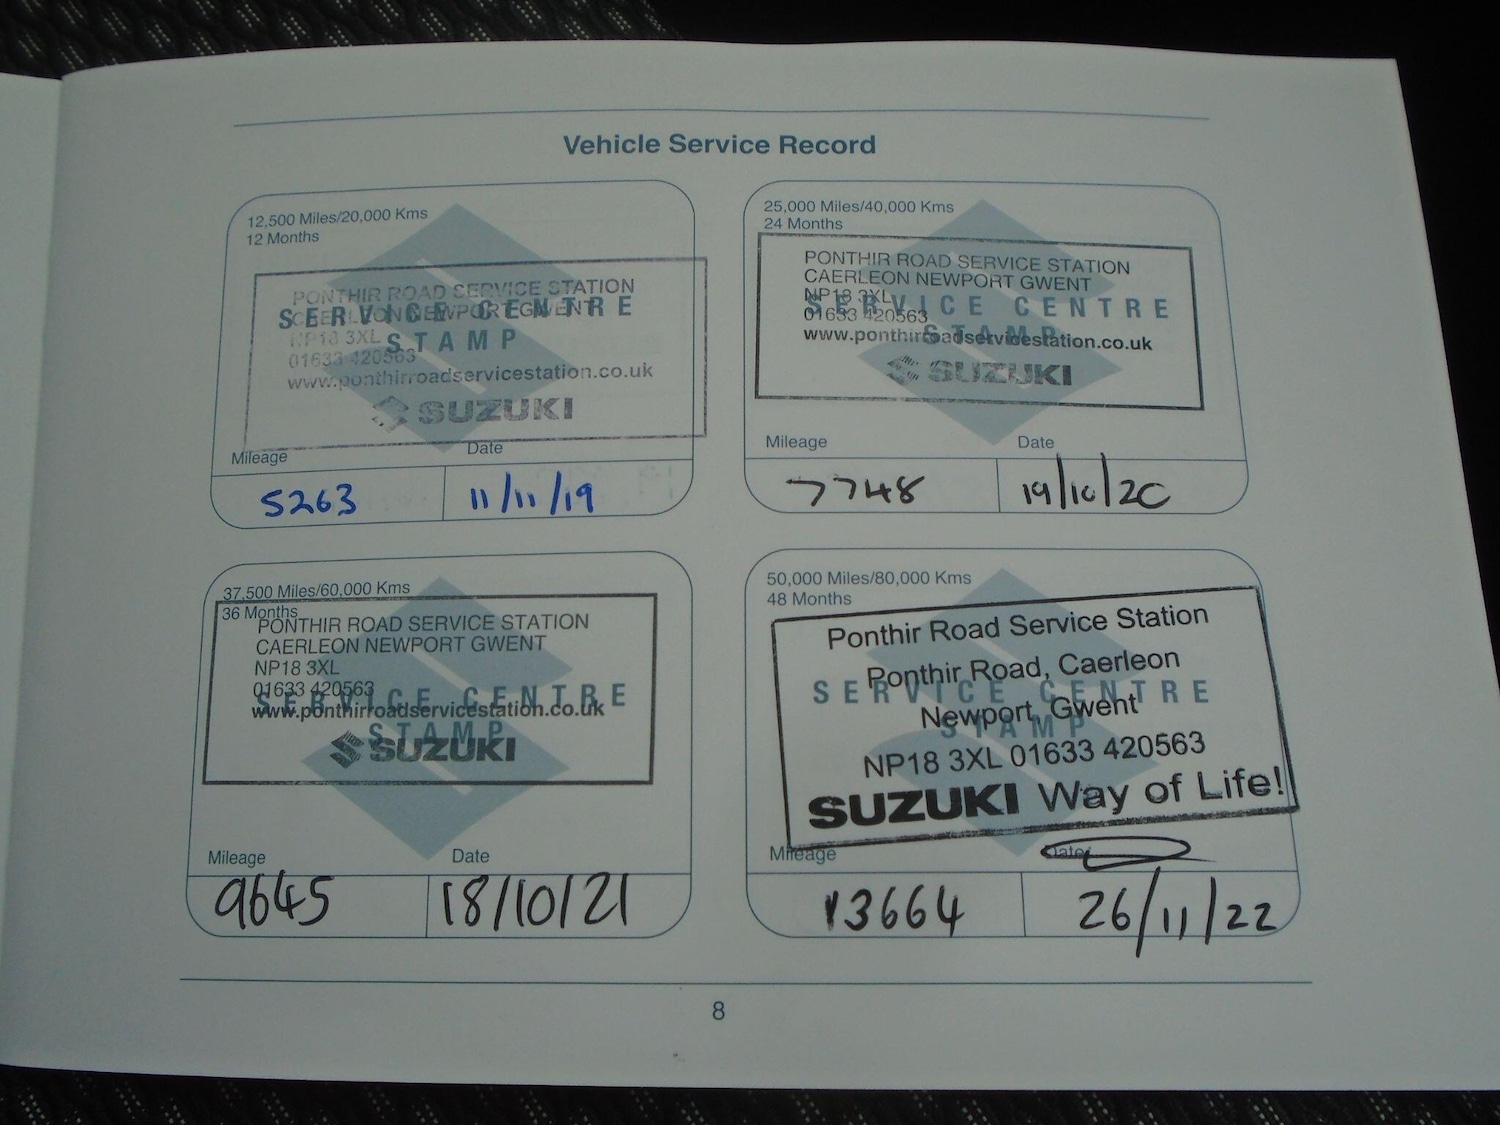 Vehicle Service Record
12,500 Miles/20,000 Kms
12 Months
PONTHIR ROAD SERVICE STATION
SERVICE CENTRE
CAERLEON NEWPORT GWENT
NP18 3XL
STAMP
01633 420563
www.ponthirroadservicestation.co.uk
SUZUKI
Mileage Date
5263 11/11/19
25,000 Miles/40,000 Kms
24 Months
PONTHIR ROAD SERVICE STATION
CAERLEON NEWPORT GWENT
NP18 3XL
SERVICE CENTRE
01633 420563
STAMP
www.ponthirroadservicestation.co.uk
SUZUKI
Mileage Date
7748 19/10/20
37,500 Miles/60,000 Kms
36 Months
PONTHIR ROAD SERVICE STATION
CAERLEON NEWPORT GWENT
NP18 3XL
01633 420563
SERVICE CENTRE
www.ponthirroadservicestation.co.uk
STAMP
SUZUKI
Mileage Date
9645 18/10/21
50,000 Miles/80,000 Kms
48 Months
Ponthir Road Service Station
Ponthir Road, Caerleon
SERVICE CENTRE
Newport, Gwent
STAMP
NP18 3XL 01633 420563
SUZUKI Way of Life!
Mileage Date
13664 26/11/22
8